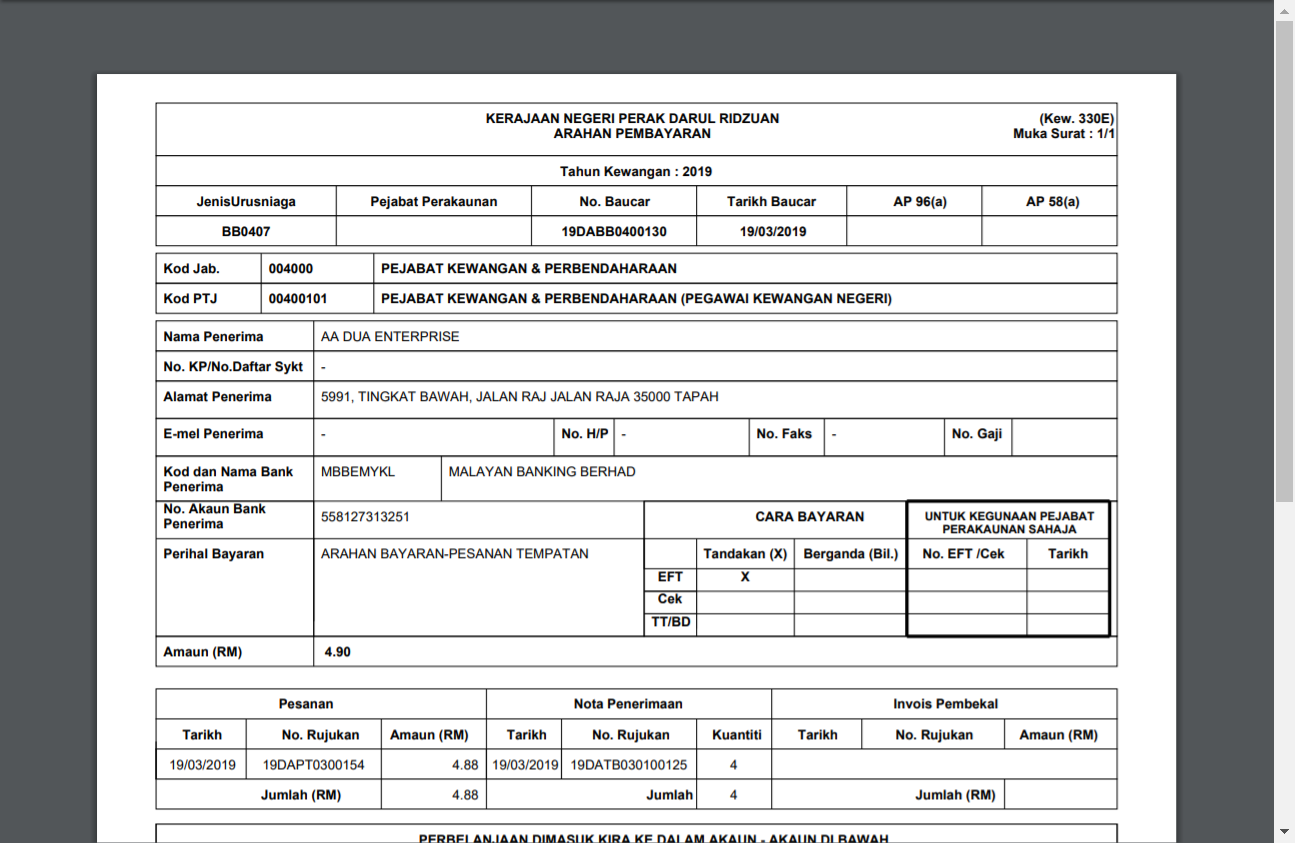 KERAJAAN NEGERI PERAK DARUL RIDZUAN
ARAHAN PEMBAYARAN
(Kew. 330E)
Muka Surat : 1/1
Tahun Kewangan : 2019
JenisUrusniaga Pejabat Perakaunan No. Baucar Tarikh Baucar AP 96(a) AP 58(a)
BB0407 19DABB0400130 19/03/2019
Kod Jab. 004000 PEJABAT KEWANGAN & PERBENDAHARAAN
Kod PTJ 00400101 PEJABAT KEWANGAN & PERBENDAHARAAN (PEGAWAI KEWANGAN NEGERI)
Nama Penerima AA DUA ENTERPRISE
No. KP/No.Daftar Sykt -
Alamat Penerima 5991, TINGKAT BAWAH, JALAN RAJ JALAN RAJA 35000 TAPAH
E-mel Penerima - No. H/P - No. Faks - No. Gaji
Kod dan Nama Bank Penerima MBBEMYKL MALAYAN BANKING BERHAD
No. Akaun Bank Penerima 558127313251
CARA BAYARAN
UNTUK KEGUNAAN PEJABAT
PERAKAUNAN SAHAJA
Perihal Bayaran ARAHAN BAYARAN-PESANAN TEMPATAN
Tandakan (X) Berganda (Bil.) No. EFT /Cek Tarikh
EFT X
Cek
TT/BD
Amaun (RM) 4.90
Pesanan Nota Penerimaan Invois Pembekal
Tarikh No. Rujukan Amaun (RM) Tarikh No. Rujukan Kuantiti Tarikh No. Rujukan Amaun (RM)
19/03/2019 19DAPT0300154 4.88 19/03/2019 19DATB030100125 4
Jumlah (RM) 4.88 Jumlah 4 Jumlah (RM)
PERBELANJAAN DIMASUK KIRA KE DALAM AKAUN - AKAUN DI BAWAH